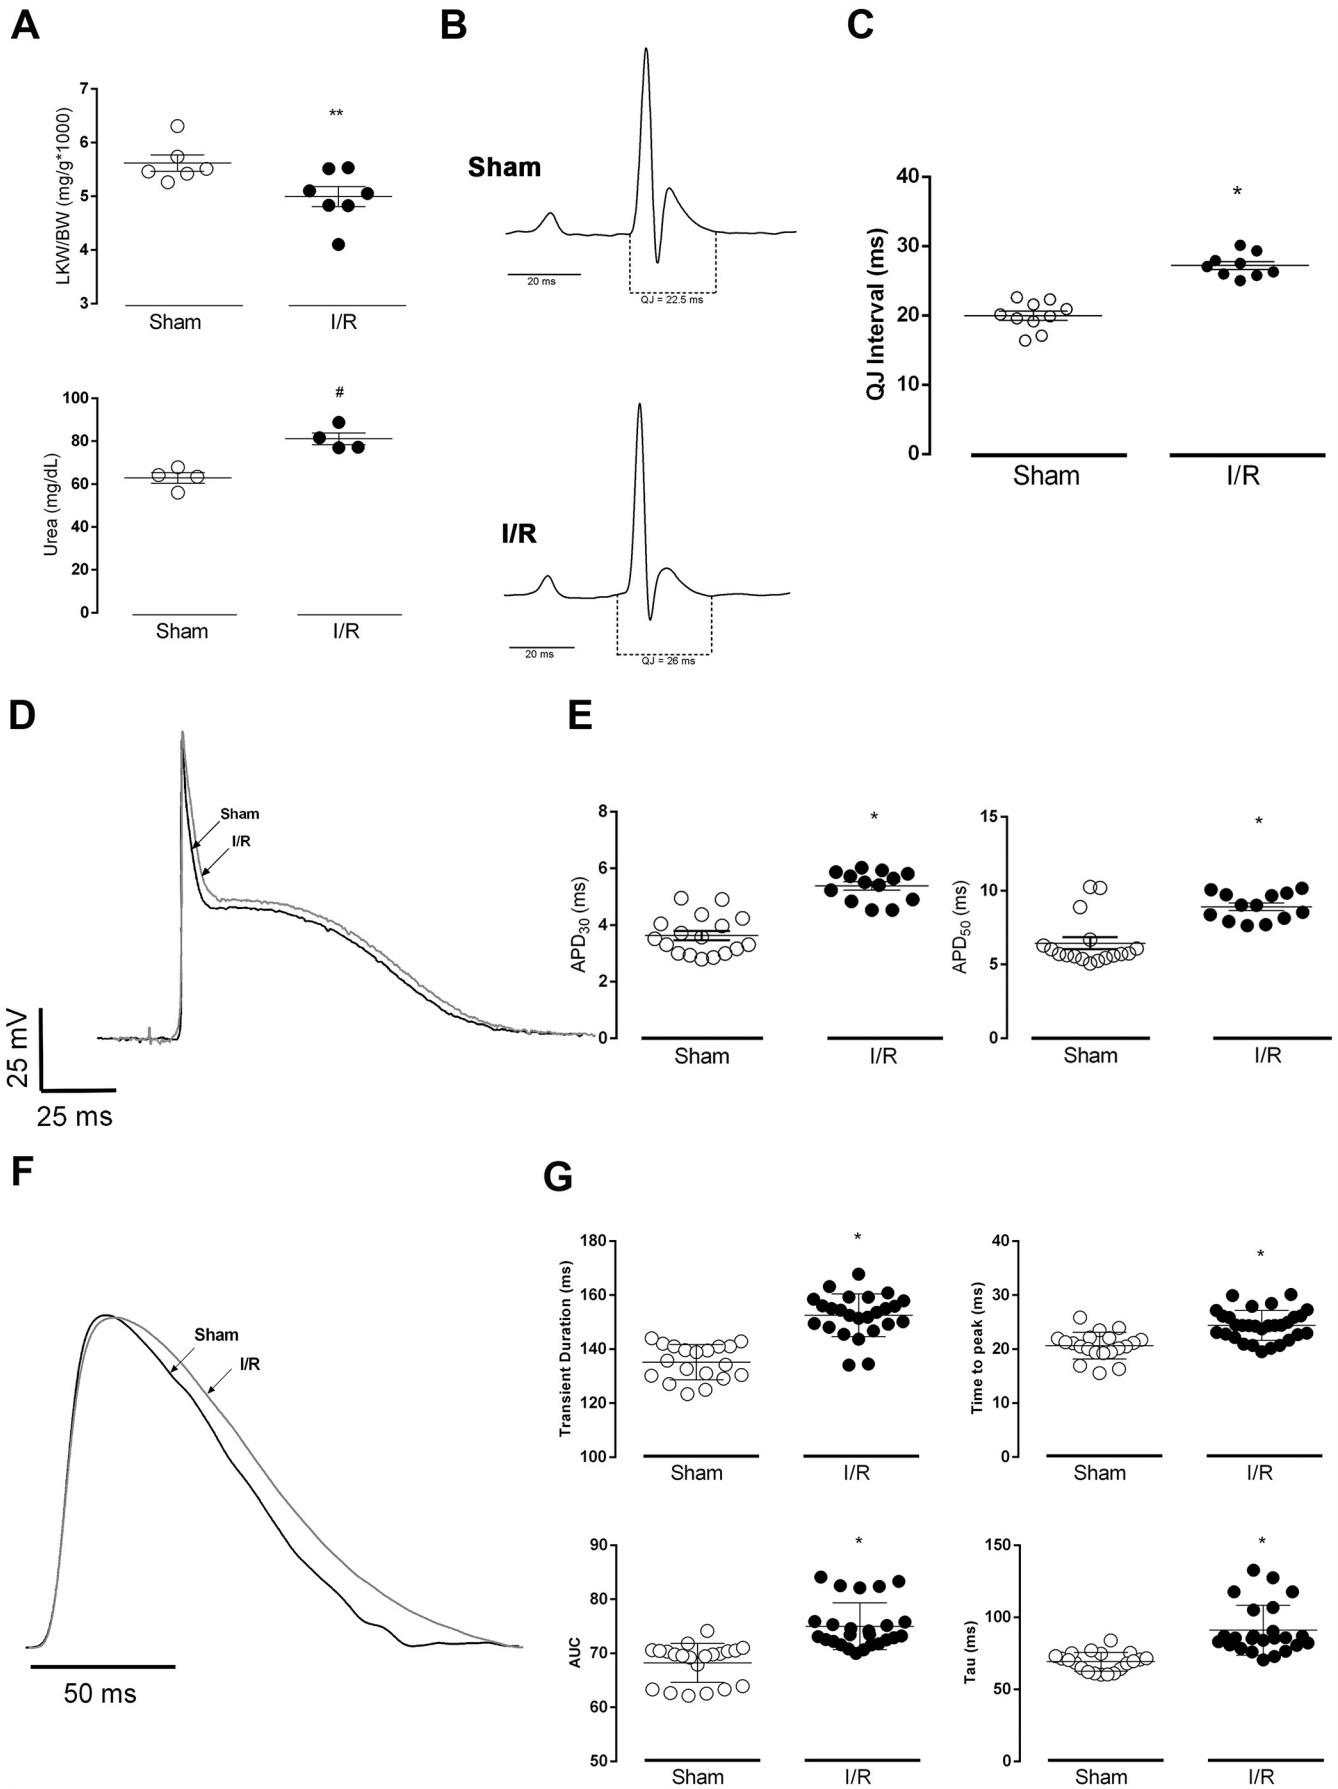 A
LKW/BW (mg/g*1000)
7
6
5
4
3
**
Sham
I/R
Urea (mg/dL)
100
80
60
40
20
0
#
Sham
I/R
B
Sham
20 ms
QJ = 22.5 ms
I/R
20 ms
QJ = 26 ms
C
QJ Interval (ms)
40
30
20
10
0
*
Sham
I/R
D
Sham
I/R
25 mV
25 ms
E
APD30 (ms)
8
6
4
2
0
*
Sham
I/R
APD50 (ms)
15
10
5
0
*
Sham
I/R
F
Sham
I/R
50 ms
G
Transient Duration (ms)
180
160
140
120
100
*
Sham
I/R
Time to peak (ms)
40
30
20
10
0
*
Sham
I/R
AUC
90
80
70
60
50
*
Sham
I/R
Tau (ms)
150
100
50
0
*
Sham
I/R